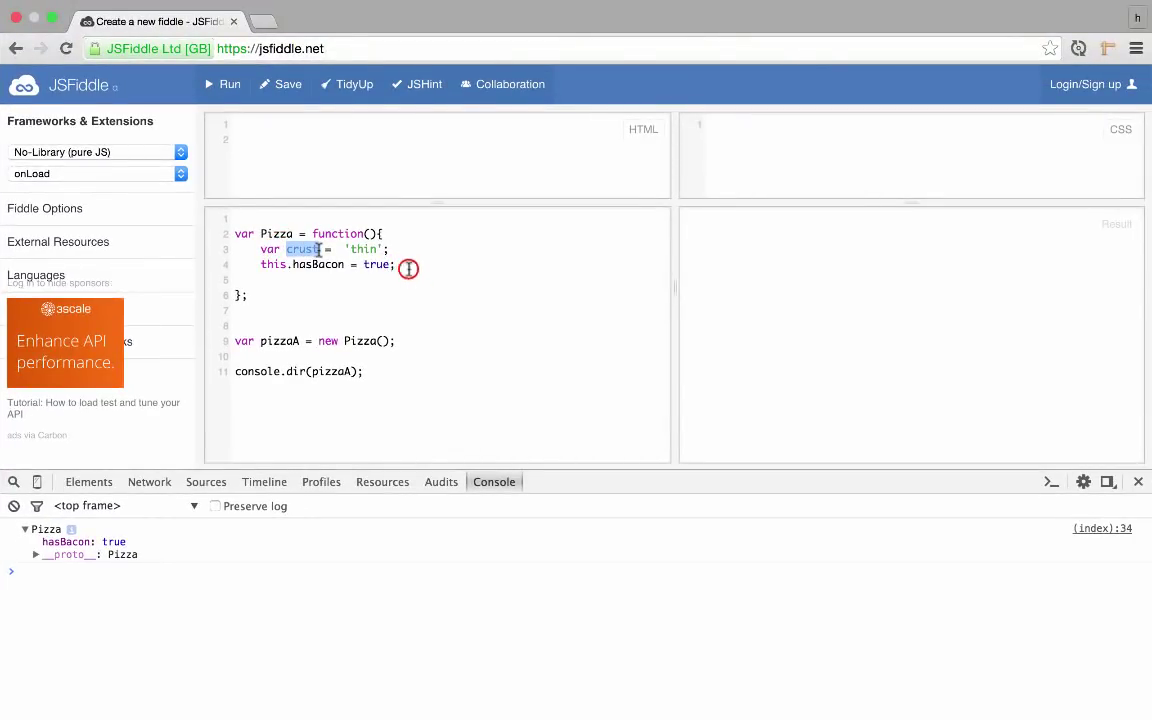 Create a new fiddle - JSFidd
h
JSFiddle Ltd [GB] https://jsfiddle.net
JSFiddle
Run
Save
TidyUp
JSHint
Collaboration
Login/Sign up
Frameworks & Extensions
No-Library (pure JS)
onLoad
Fiddle Options
External Resources
Languages
Log in to hide sponsors
3scale
Enhance API
performance.
Tutorial: How to load test and tune your
API
ads via Carbon
1
2
HTML
1
CSS
1
2 var Pizza = function(){
3 var crust = 'thin';
4 this.hasBacon = true;
5
6 };
7
8
9 var pizzaA = new Pizza();
10
11 console.dir(pizzaA);
Result
Elements
Network
Sources
Timeline
Profiles
Resources
Audits
Console
<top frame>
Preserve log
Pizza
(index):34
hasBacon: true
__proto__: Pizza